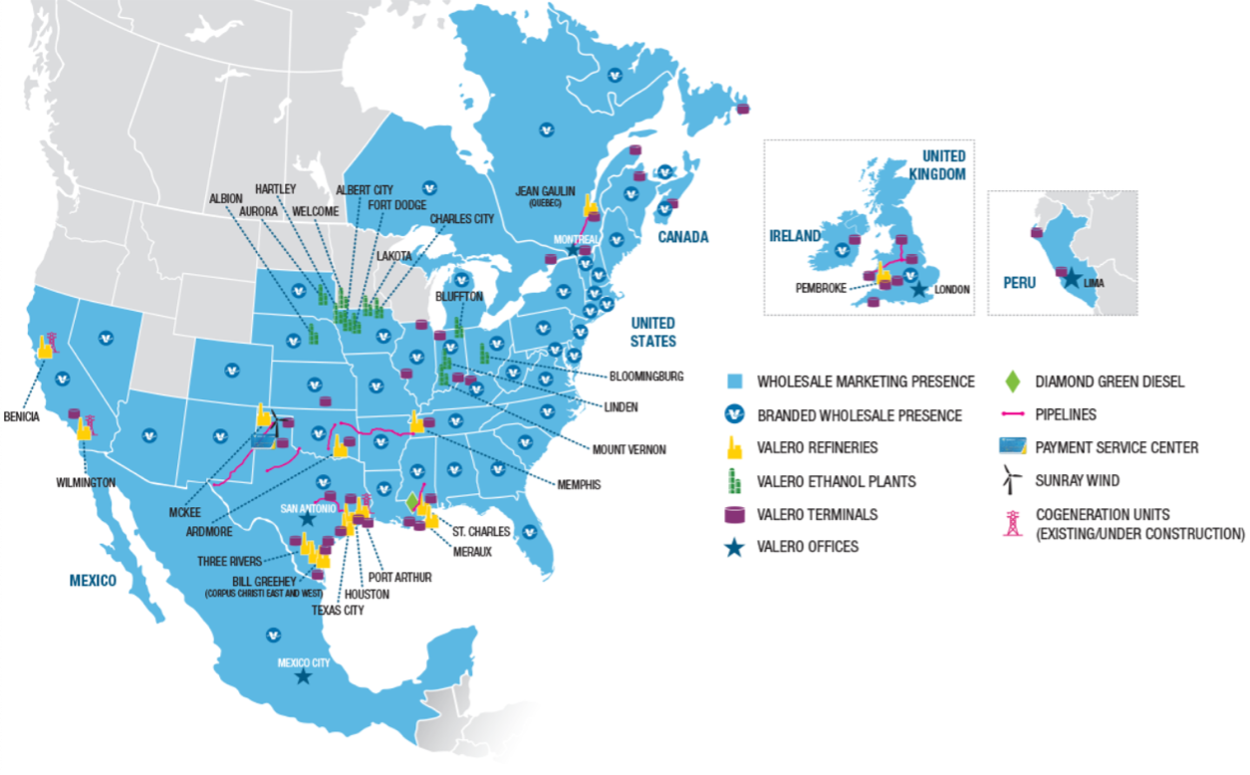 HARTLEY
ALBERT CITY
ALBION
AURORA
WELCOME
FORT DODGE
CHARLES CITY
LAKOTA
BLUFFTON
JEAN GAULIN
(QUEBEC)
MONTREAL
CANADA
UNITED
STATES
BLOOMINGBURG
LINDEN
MOUNT VERNON
MEMPHIS
BENICIA
WILMINGTON
MCKEE
ARDMORE
SAN ANTONIO
ST. CHARLES
MERAUX
THREE RIVERS
BILL GREEHEY
(CORPUS CHRISTI EAST AND WEST)
PORT ARTHUR
HOUSTON
TEXAS CITY
MEXICO
MEXICO CITY
UNITED
KINGDOM
IRELAND
PEMBROKE
LONDON
PERU
LIMA
WHOLESALE MARKETING PRESENCE
BRANDED WHOLESALE PRESENCE
VALERO REFINERIES
VALERO ETHANOL PLANTS
VALERO TERMINALS
VALERO OFFICES
DIAMOND GREEN DIESEL
PIPELINES
PAYMENT SERVICE CENTER
SUNRAY WIND
COGENERATION UNITS
(EXISTING/UNDER CONSTRUCTION)